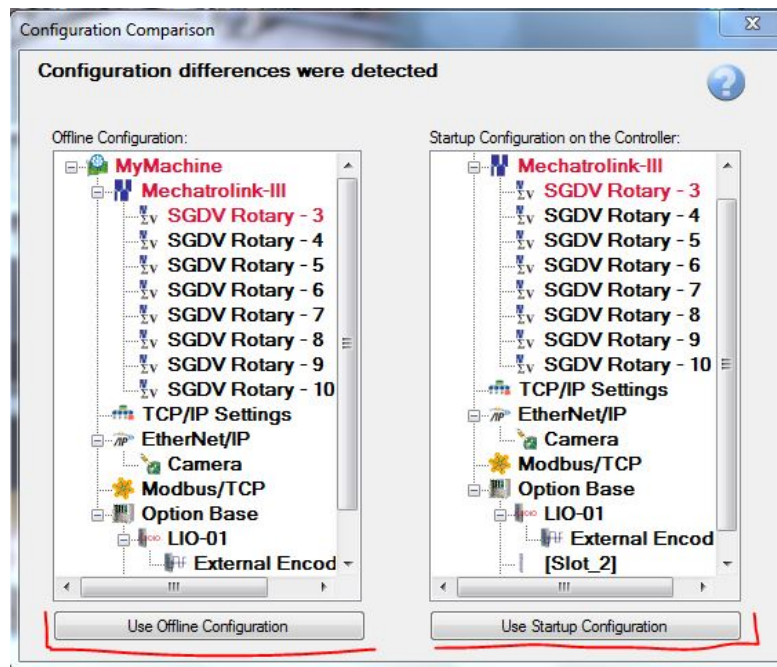 Configuration Comparison
Configuration differences were detected
Offline Configuration:
MyMachine
Mechatrolink-III
SGDV Rotary - 3
SGDV Rotary - 4
SGDV Rotary - 5
SGDV Rotary - 6
SGDV Rotary - 7
SGDV Rotary - 8
SGDV Rotary - 9
SGDV Rotary - 10
TCP/IP Settings
EtherNet/IP
Camera
Modbus/TCP
Option Base
LIO-01
External Encod
Use Offline Configuration
Startup Configuration on the Controller:
Mechatrolink-III
SGDV Rotary - 3
SGDV Rotary - 4
SGDV Rotary - 5
SGDV Rotary - 6
SGDV Rotary - 7
SGDV Rotary - 8
SGDV Rotary - 9
SGDV Rotary - 10
TCP/IP Settings
EtherNet/IP
Camera
Modbus/TCP
Option Base
LIO-01
External Encod
[Slot_2]
Use Startup Configuration